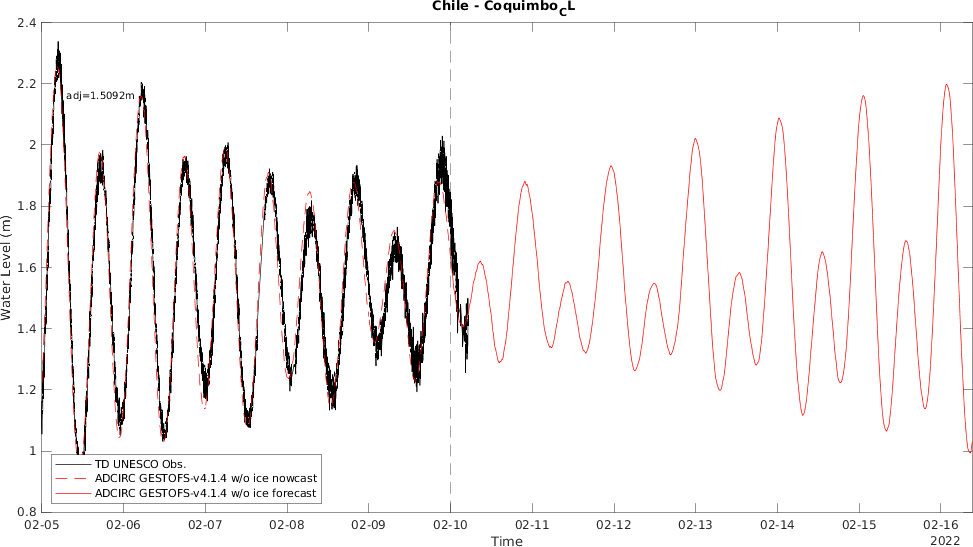 Chile - Coquimbo_CL
2.4
2.2
2
1.8
1.6
1.4
1.2
1
0.8
Water Level (m)
adj=1.5092m
TD UNESCO Obs.
ADCIRC GESTOFS-v4.1.4 w/o ice nowcast
ADCIRC GESTOFS-v4.1.4 w/o ice forecast
02-05 02-06 02-07 02-08 02-09 02-10 02-11 02-12 02-13 02-14 02-15 02-16
Time
2022